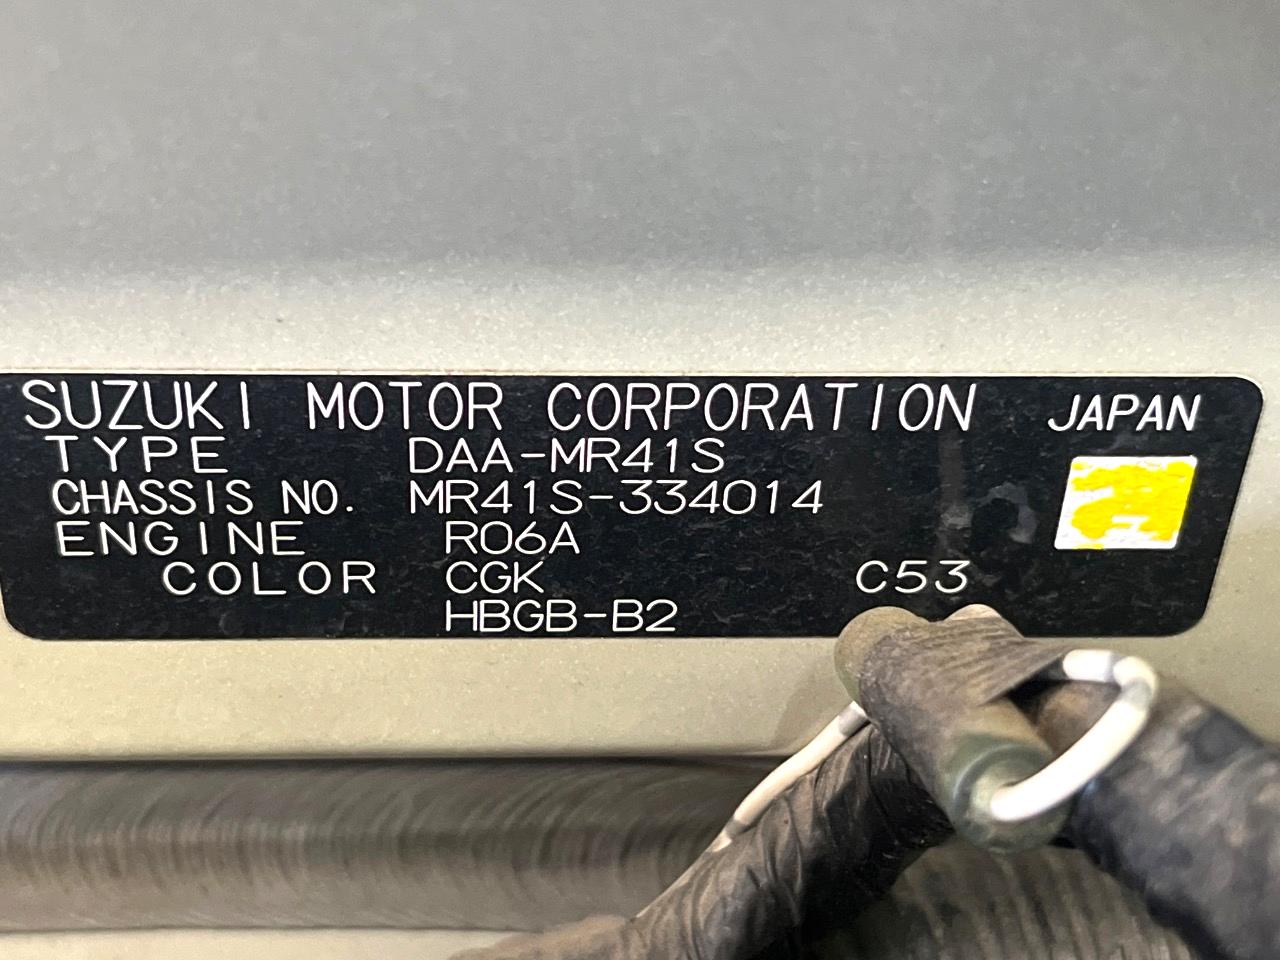 SUZUKI MOTOR CORPORATION JAPAN
TYPE DAA-MR41S
CHASSIS NO. MR41S-334014
ENGINE R06A
COLOR CGK C53
HBGB-B2